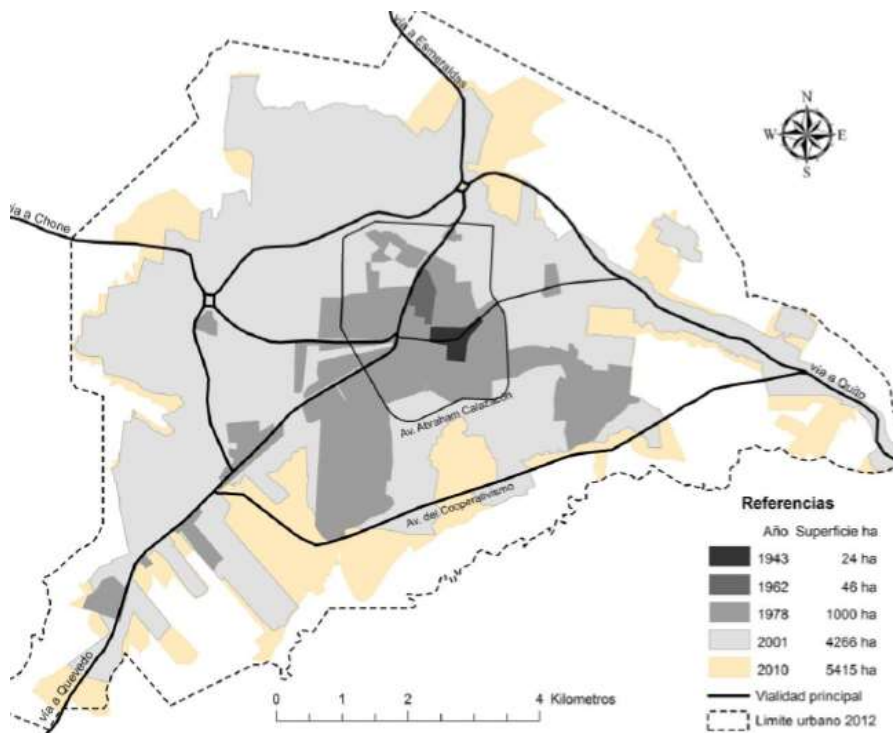 vía a Esmeraldas
N
W E
S
vía a Chone
vía a Quito
Av. Abraham Calazacón
Av. del Cooperativismo
vía a Quevedo
Referencias
Año Superficie ha
1943 24 ha
1962 46 ha
1978 1000 ha
2001 4266 ha
2010 5415 ha
Vialidad principal
Limite urbano 2012
0 1 2 4 Kilometros